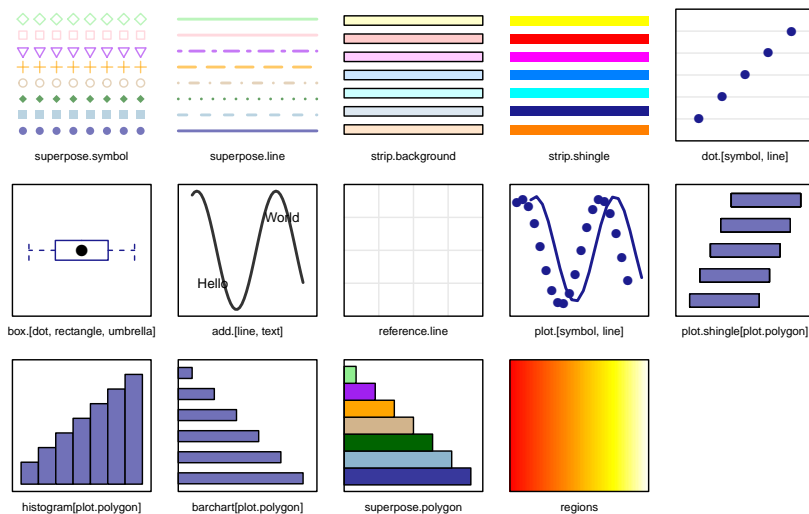 superpose.symbol
superpose.line
strip.background
strip.shingle
dot.[symbol, line]
World
Hello
box.[dot, rectangle, umbrella]
add.[line, text]
reference.line
plot.[symbol, line]
plot.shingle[plot.polygon]
histogram[plot.polygon]
barchart[plot.polygon]
superpose.polygon
regions